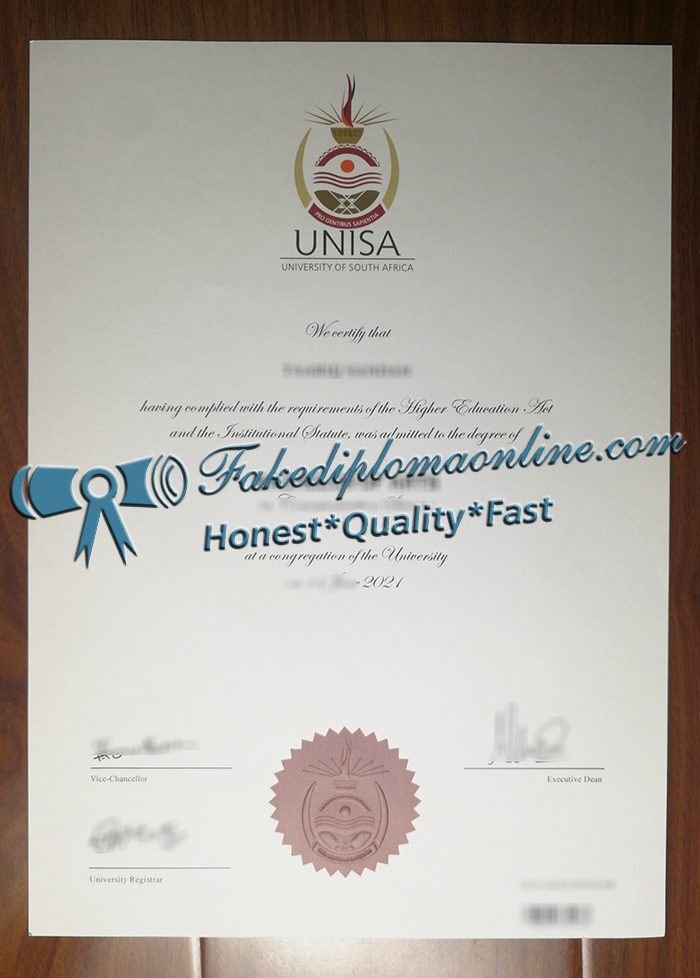 PRO GENTIBUS SAPIENTIA
UNISA
UNIVERSITY OF SOUTH AFRICA
We certify that
having complied with the requirements of the Higher Education Act
and the Institutional Statute, was admitted to the degree of
Fakediplomaonline.com
Honest*Quality*Fast
at a congregation of the University
2021
Vice-Chancellor
Executive Dean
University Registrar